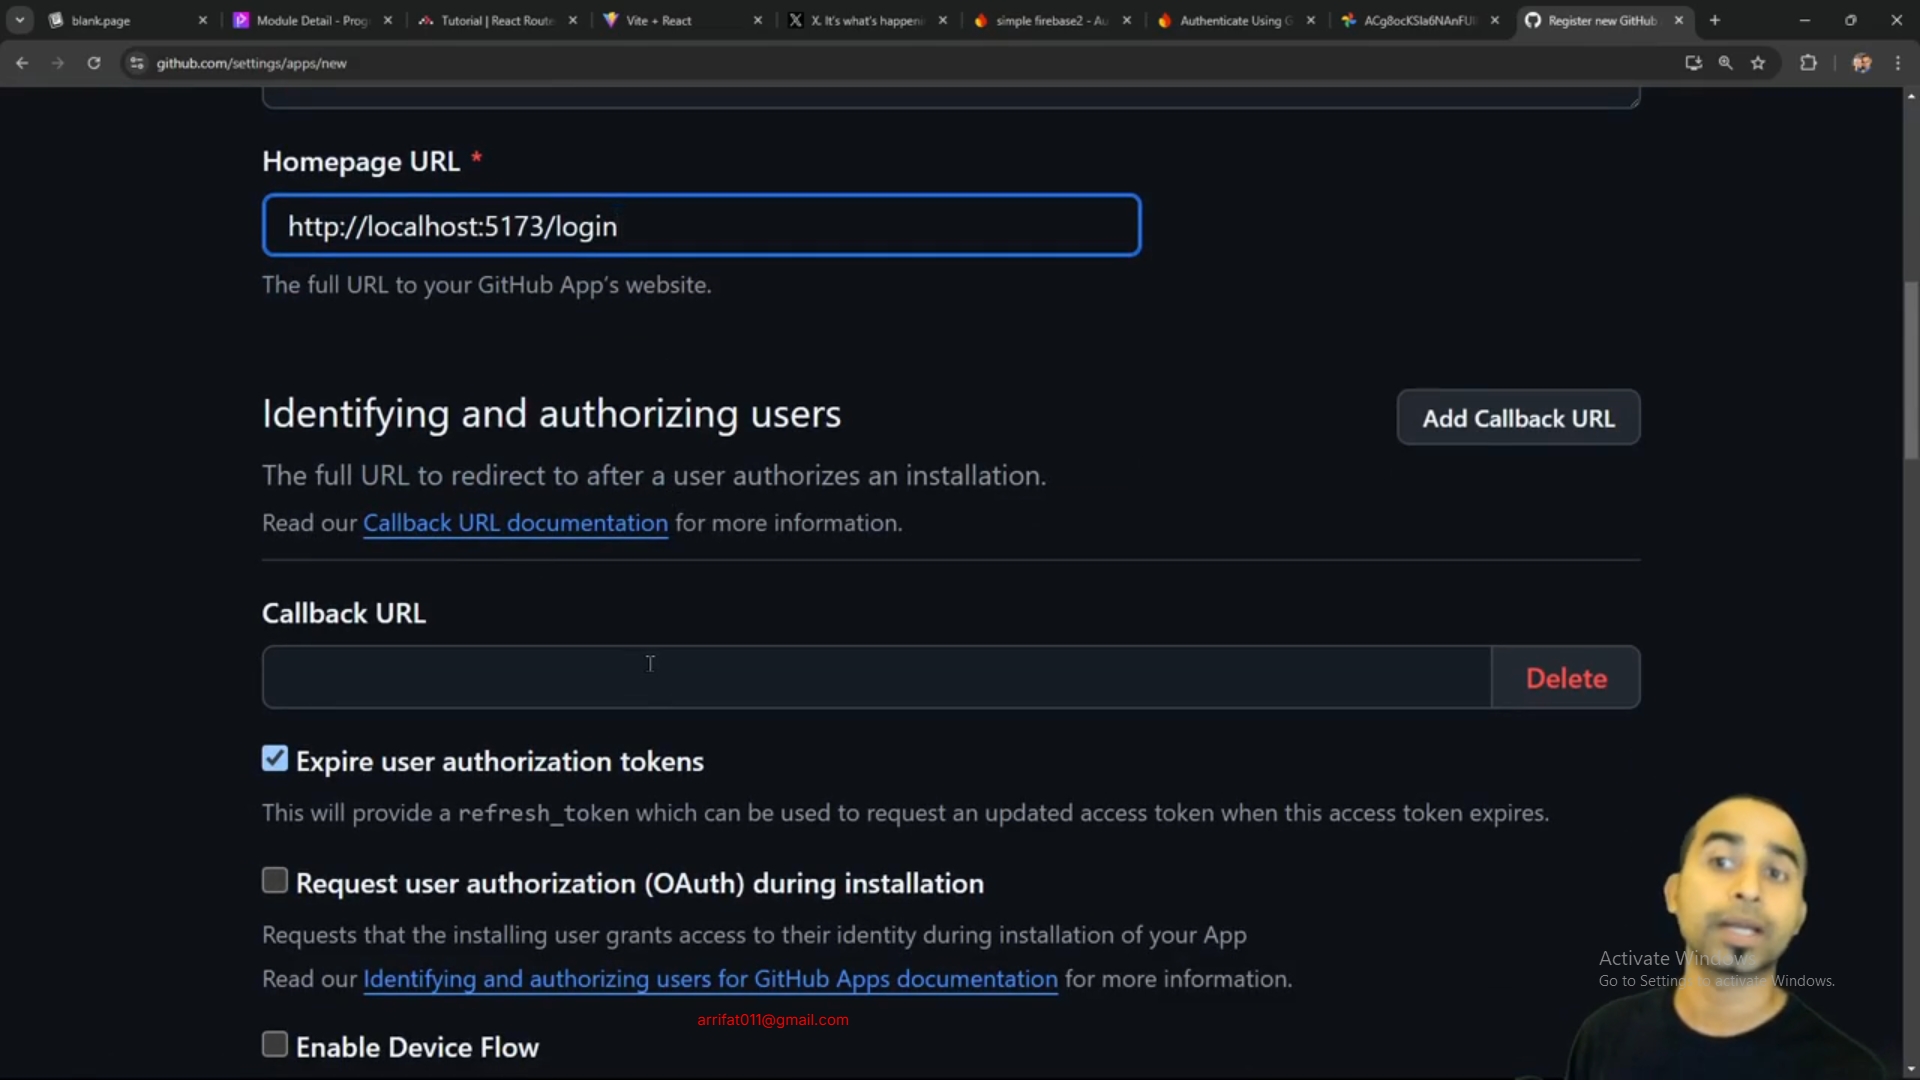 blank.page
Module Detail - Prog
Tutorial | React Route
Vite + React
X. It's what's happeni
simple firebase2 - Au
Authenticate Using G
ACg8ocKSla6NAnFUI
Register new GitHub
github.com/settings/apps/new
Homepage URL *
http://localhost:5173/login
The full URL to your GitHub App's website.
Identifying and authorizing users
Add Callback URL
The full URL to redirect to after a user authorizes an installation.
Read our Callback URL documentation for more information.
Callback URL
Delete
Expire user authorization tokens
This will provide a refresh_token which can be used to request an updated access token when this access token expires.
Request user authorization (OAuth) during installation
Requests that the installing user grants access to their identity during installation of your App
Read our Identifying and authorizing users for GitHub Apps documentation for more information.
Activate Windows
Go to Settings to activate Windows.
arrifat011@gmail.com
Enable Device Flow